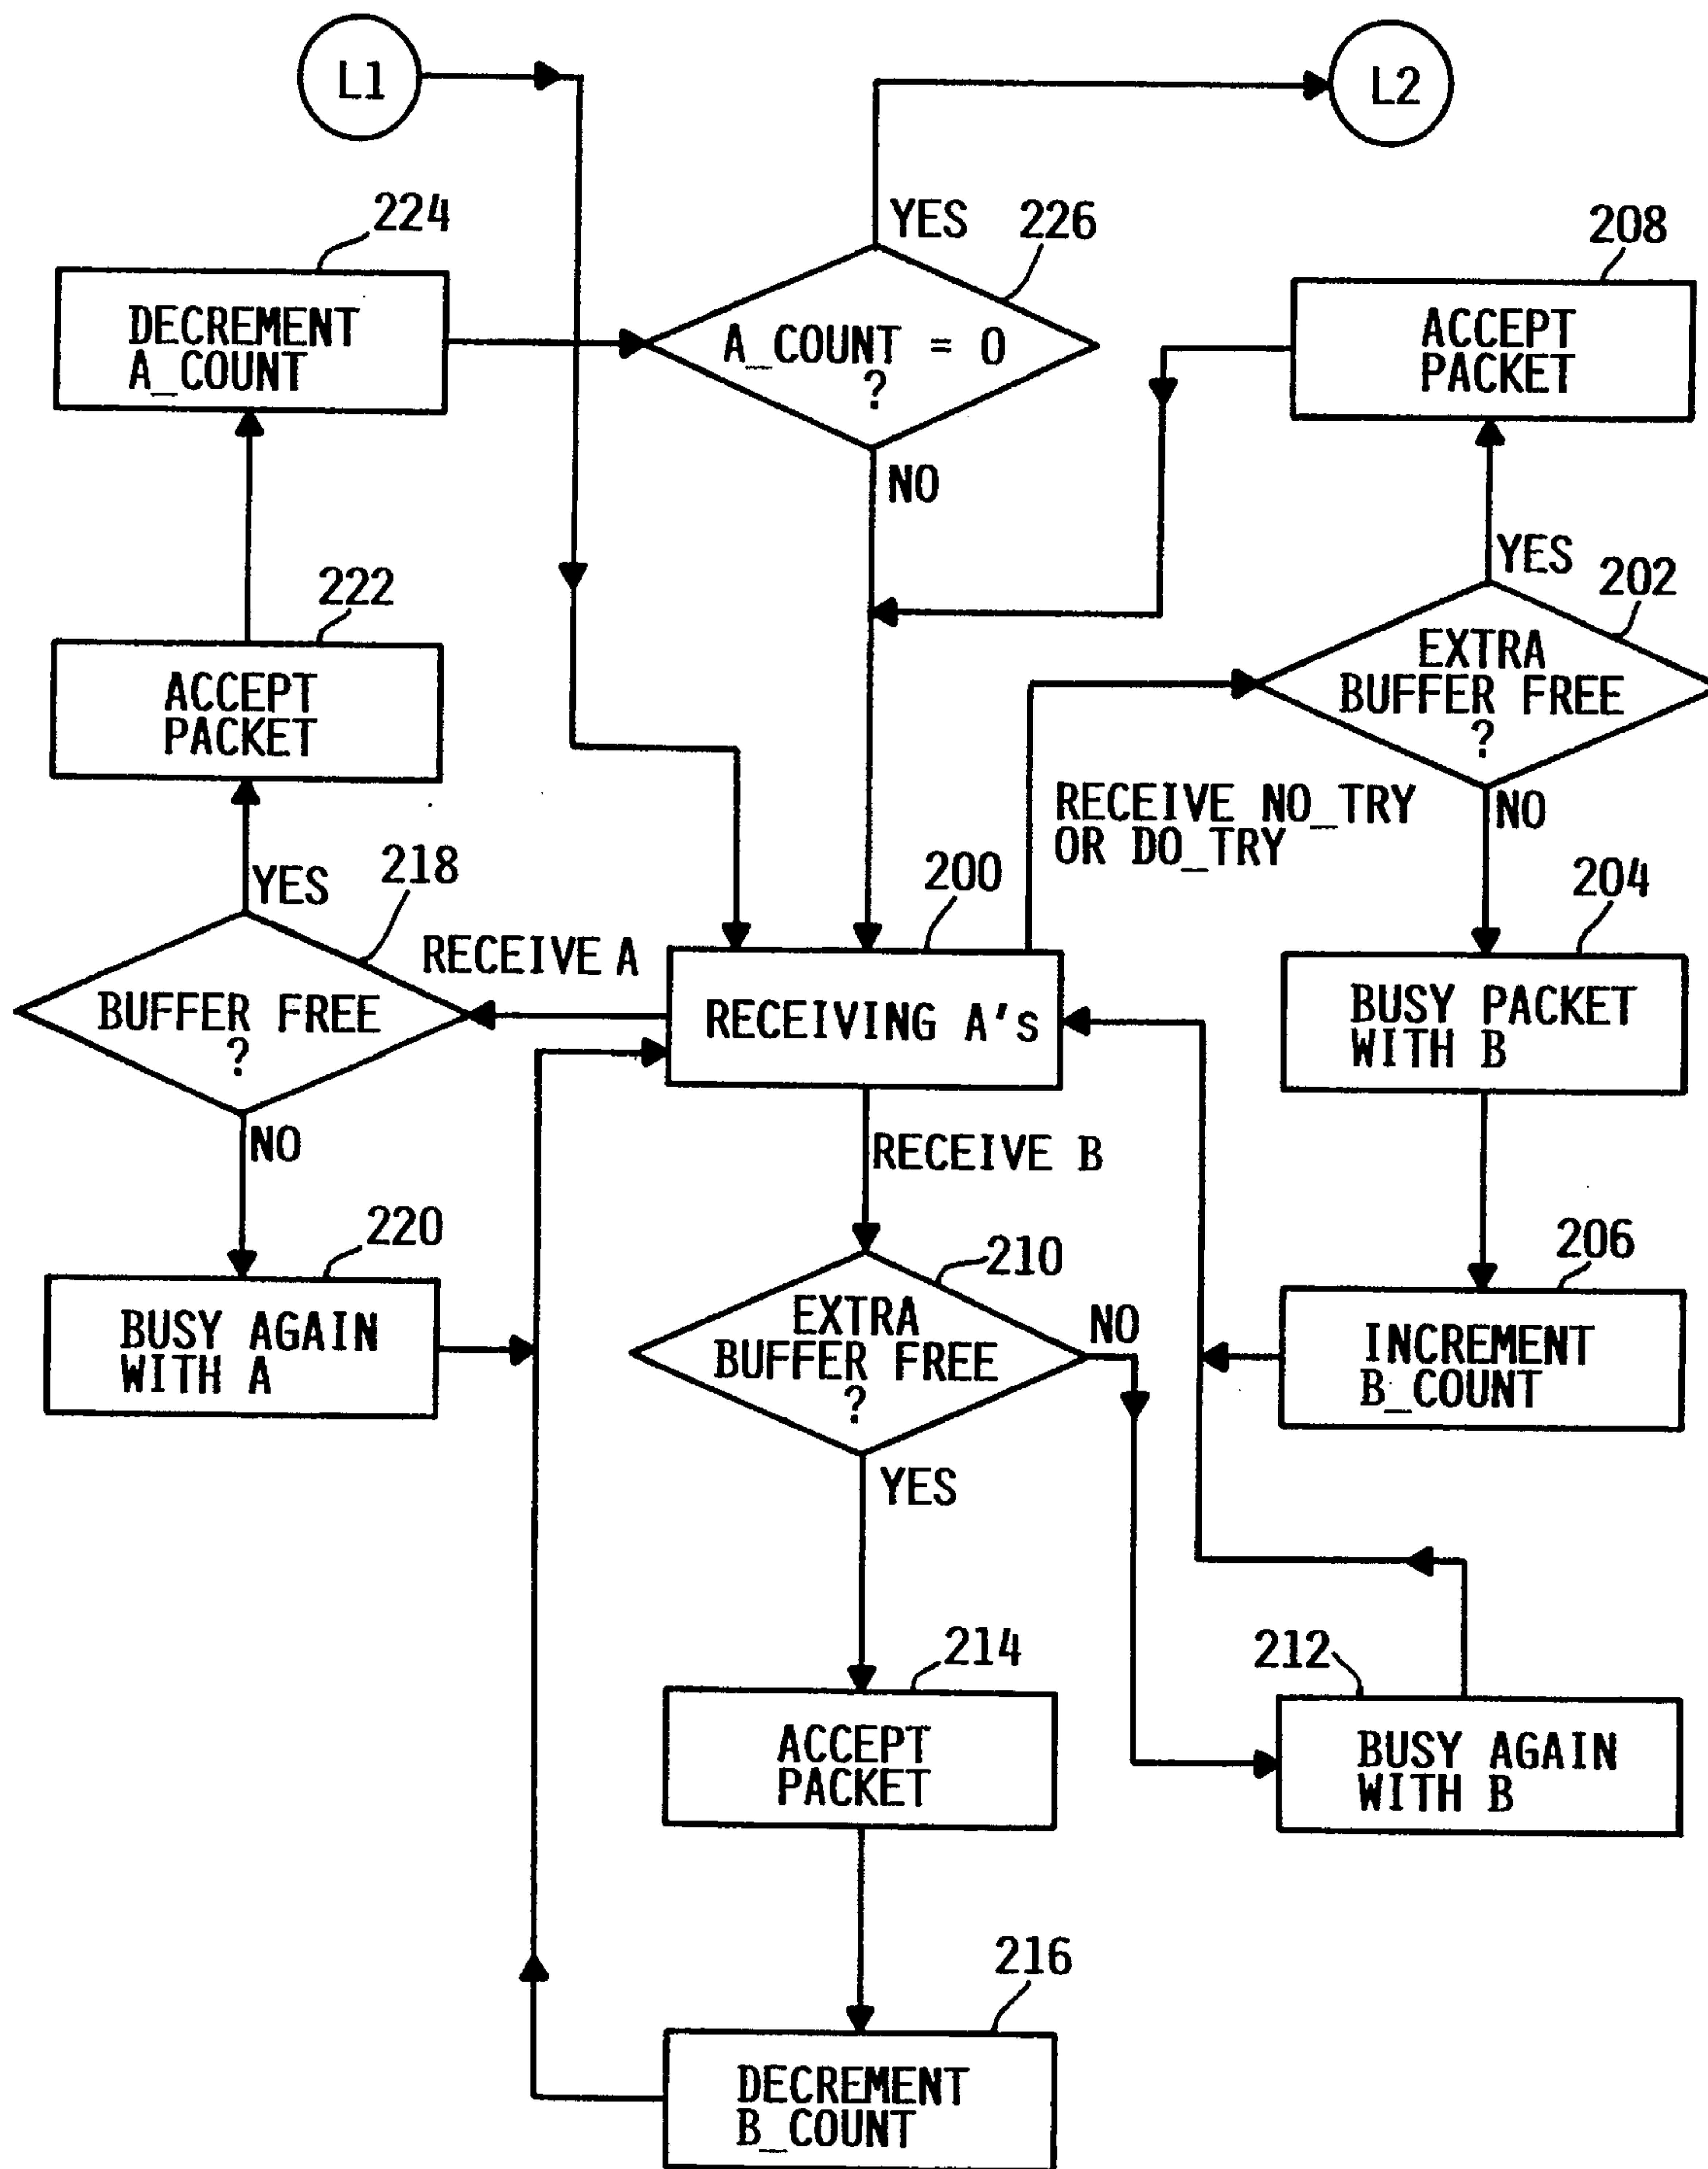 L1
L2
YES
226
224
208
DECREMENT
A_COUNT
A_COUNT = 0
?
ACCEPT
PACKET
NO
YES
202
222
EXTRA
BUFFER FREE
?
ACCEPT
PACKET
RECEIVE NO_TRY
OR DO_TRY
NO
YES
218
200
204
RECEIVE A
BUFFER FREE
?
RECEIVING A's
BUSY PACKET
WITH B
NO
RECEIVE B
220
210
206
BUSY AGAIN
WITH A
EXTRA
BUFFER FREE
?
NO
INCREMENT
B_COUNT
YES
214
212
ACCEPT
PACKET
BUSY AGAIN
WITH B
216
DECREMENT
B_COUNT